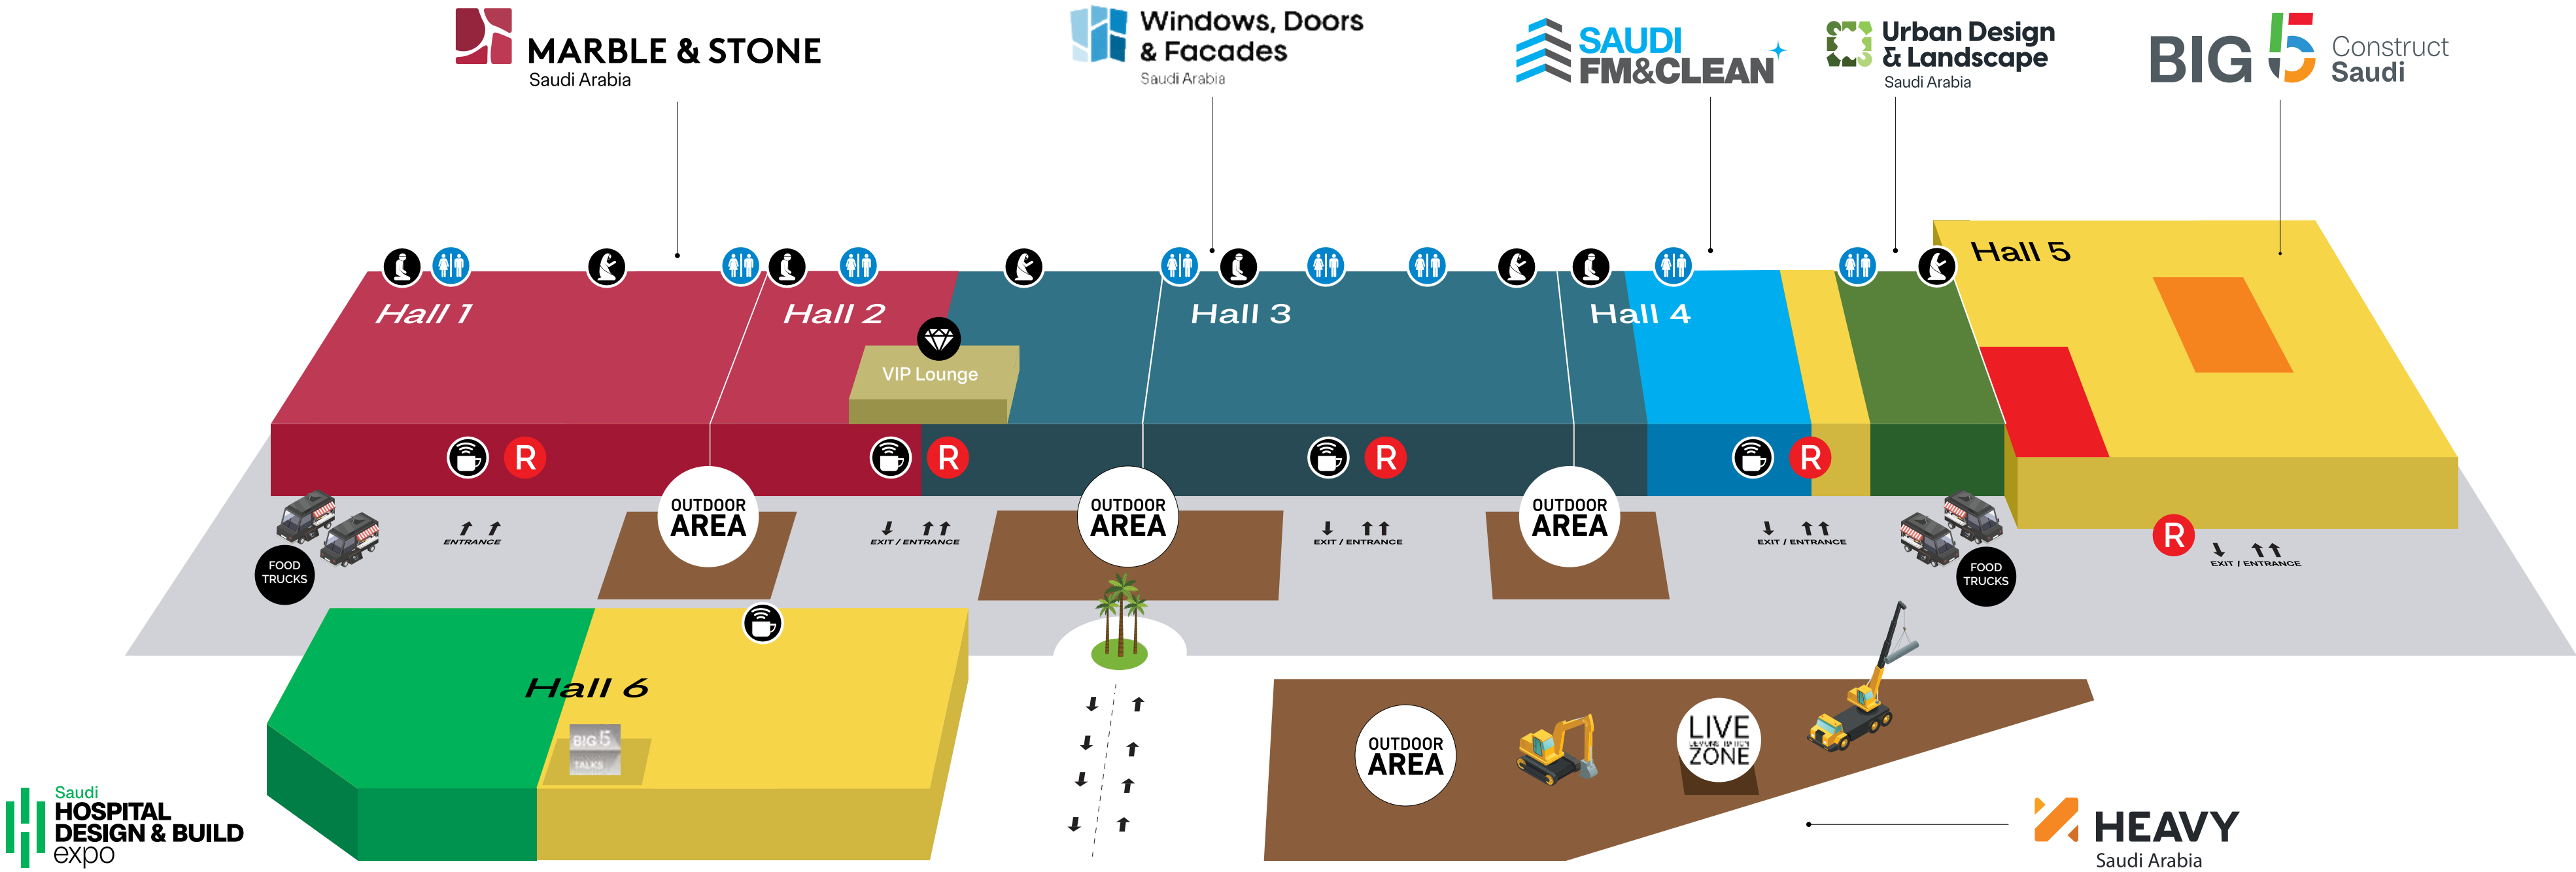 MARBLE & STONE
Saudi Arabia
Windows, Doors
& Facades
Saudi Arabia
SAUDI
FM&CLEAN
Urban Design
& Landscape
Saudi Arabia
BIG 5
Construct
Saudi
Hall 1
Hall 2
Hall 3
Hall 4
Hall 5
VIP Lounge
R
R
R
R
OUTDOOR
AREA
OUTDOOR
AREA
OUTDOOR
AREA
ENTRANCE
EXIT / ENTRANCE
EXIT / ENTRANCE
EXIT / ENTRANCE
R
EXIT / ENTRANCE
FOOD
TRUCKS
FOOD
TRUCKS
Hall 6
BIG 5
TALKS
OUTDOOR
AREA
LIVE
ZONE
Saudi
HOSPITAL
DESIGN & BUILD
expo
HEAVY
Saudi Arabia